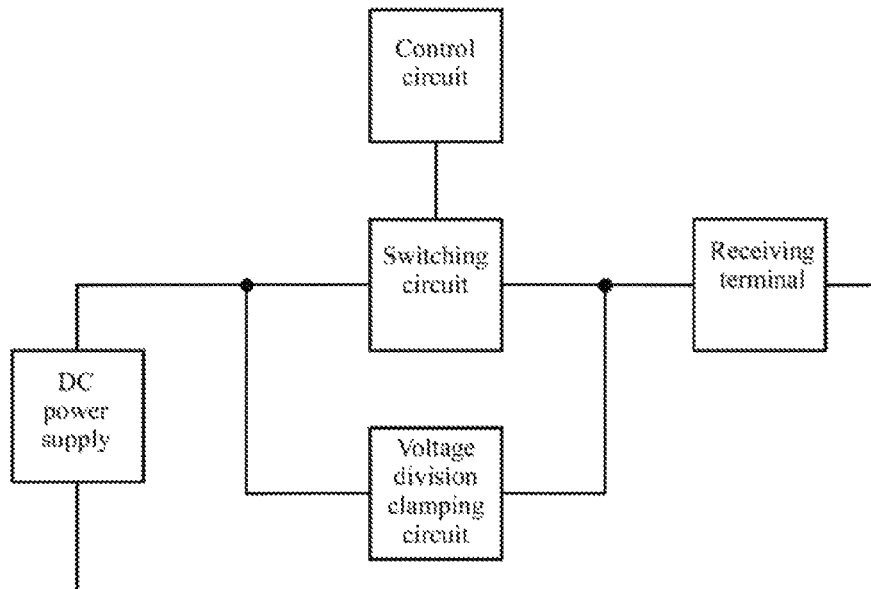 Control
circuit
Switching
circuit
Receiving
terminal
DC
power
supply
Voltage
division
clamping
circuit